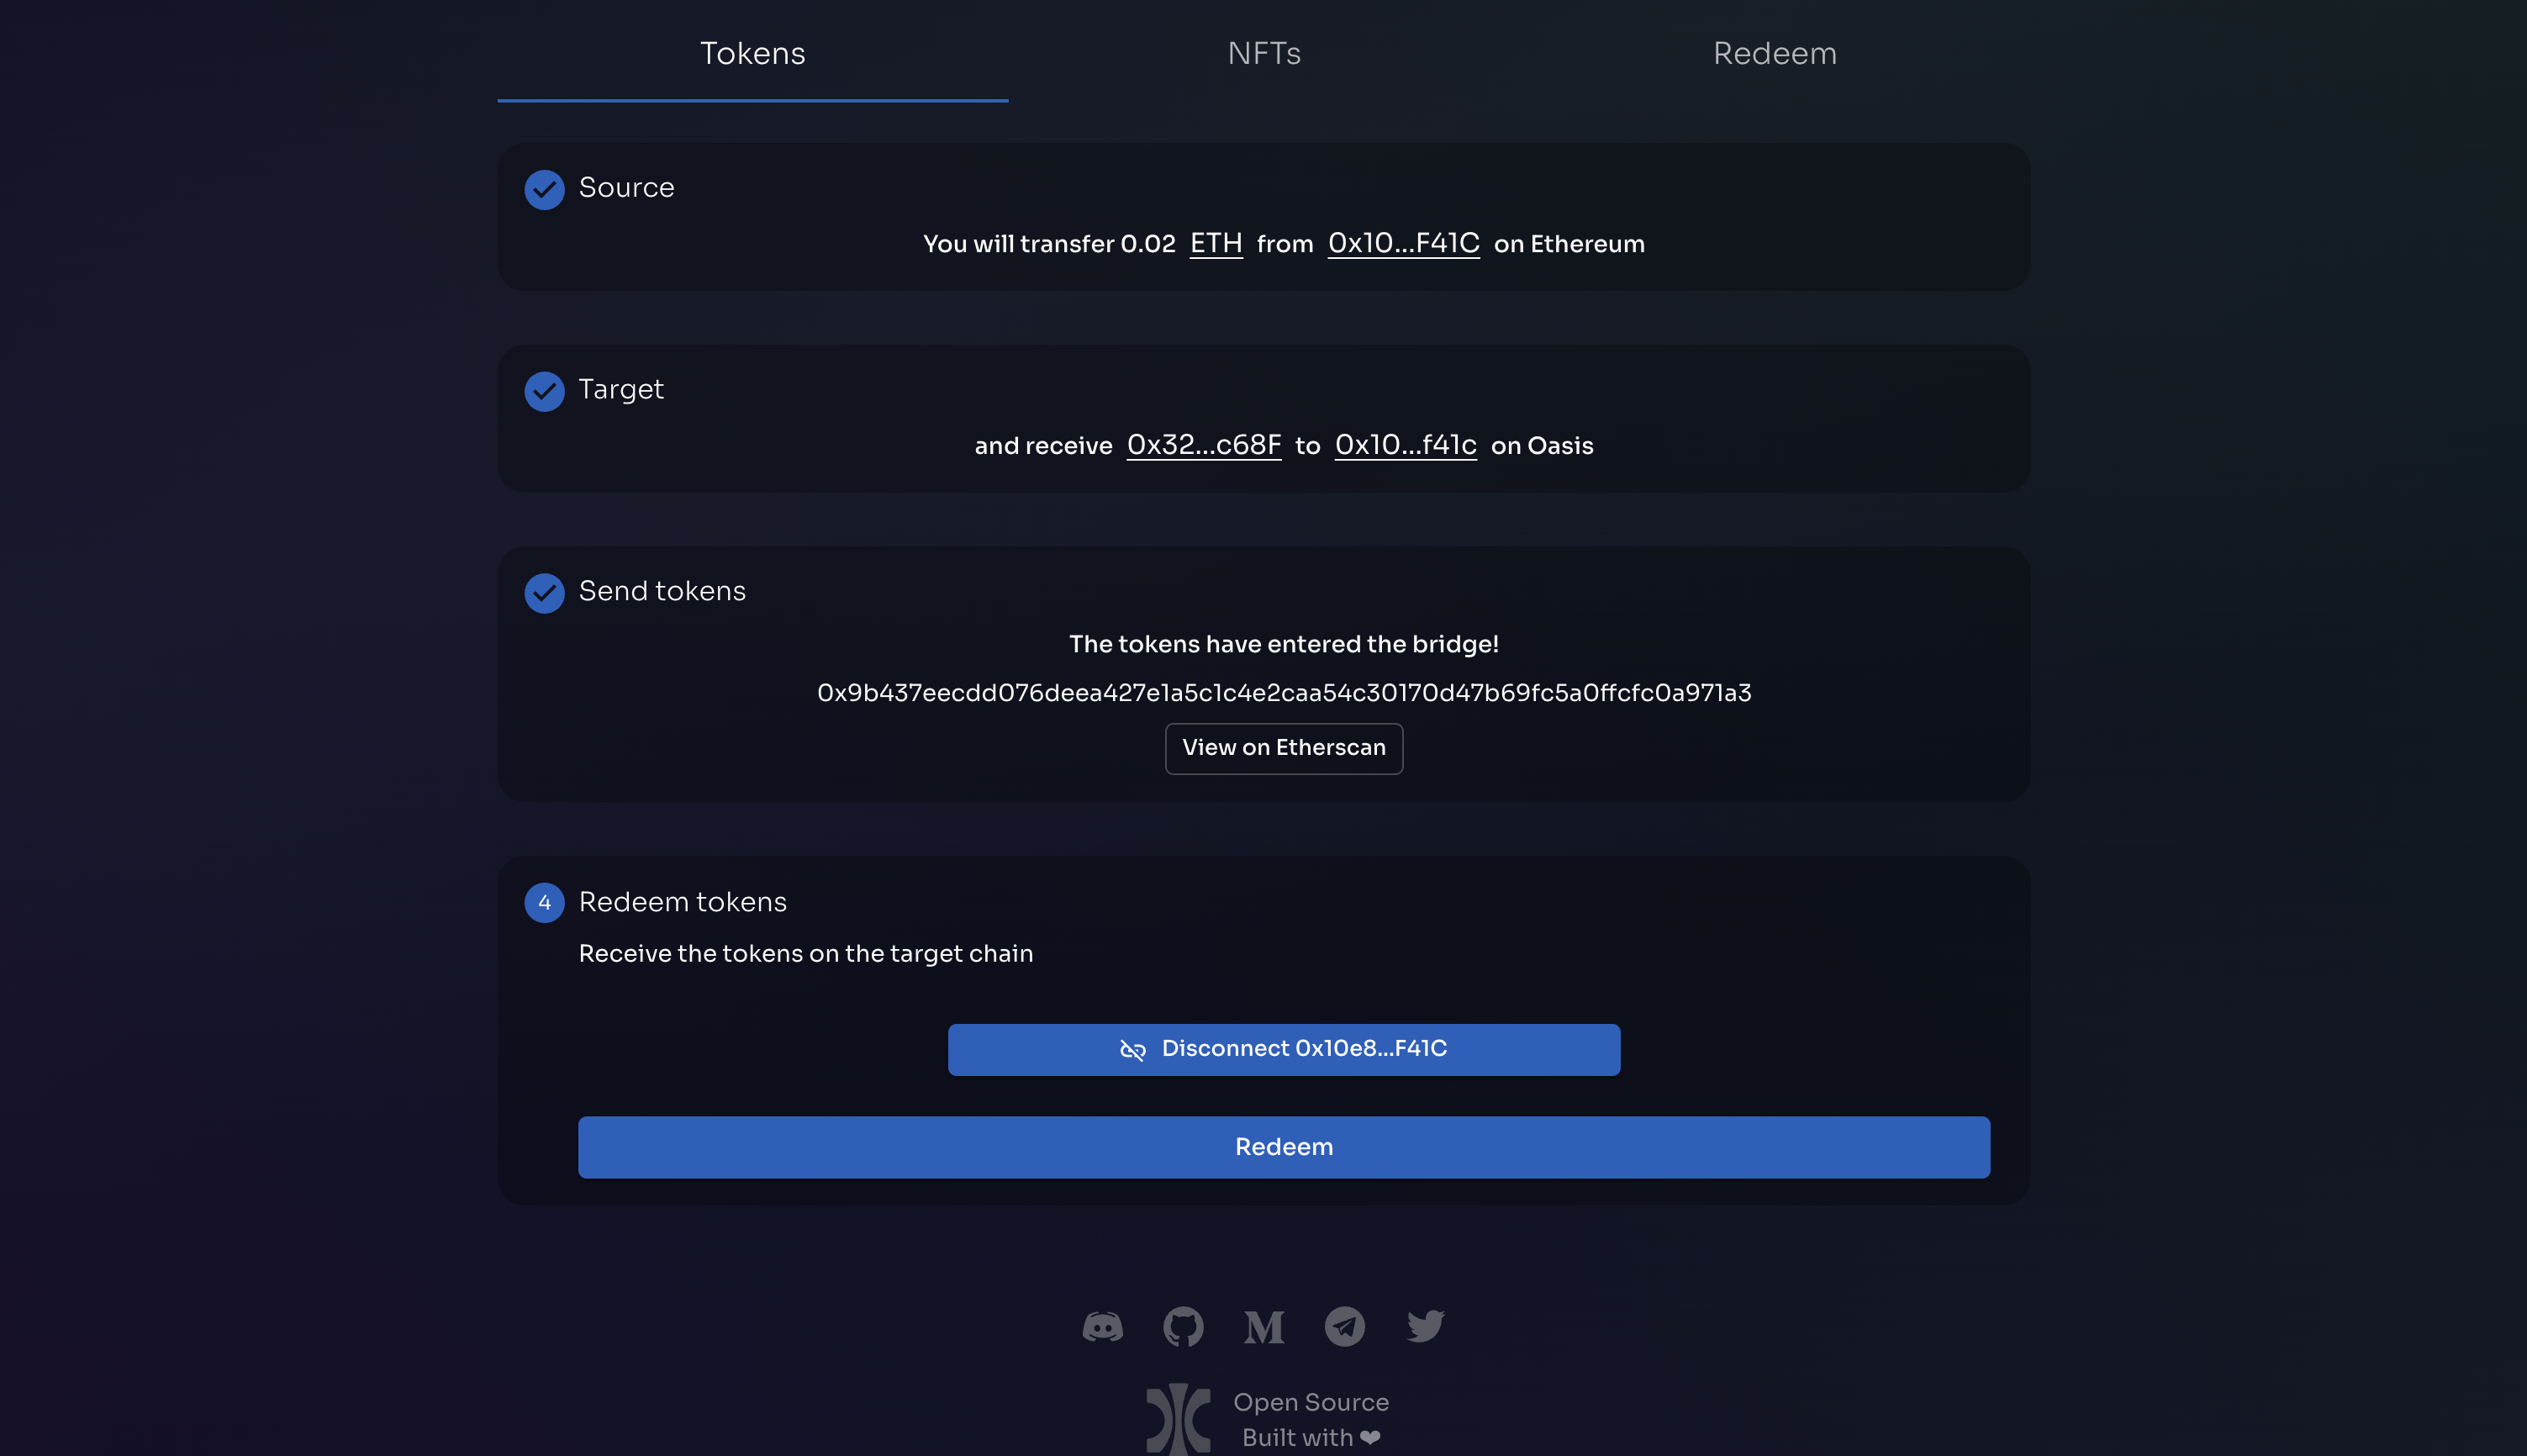 Tokens
NFTs
Redeem
Source
You will transfer 0.02 ETH from 0x10...F41C on Ethereum
Target
and receive 0x32...c68F to 0x10...f41c on Oasis
Send tokens
The tokens have entered the bridge!
0x9b437eecdd076deea427e1a5c1c4e2caa54c30170d47b69fc5a0ffcfc0a971a3
View on Etherscan
4 Redeem tokens
Receive the tokens on the target chain
Disconnect 0x10e8...F41C
Redeem
Open Source
Built with ❤